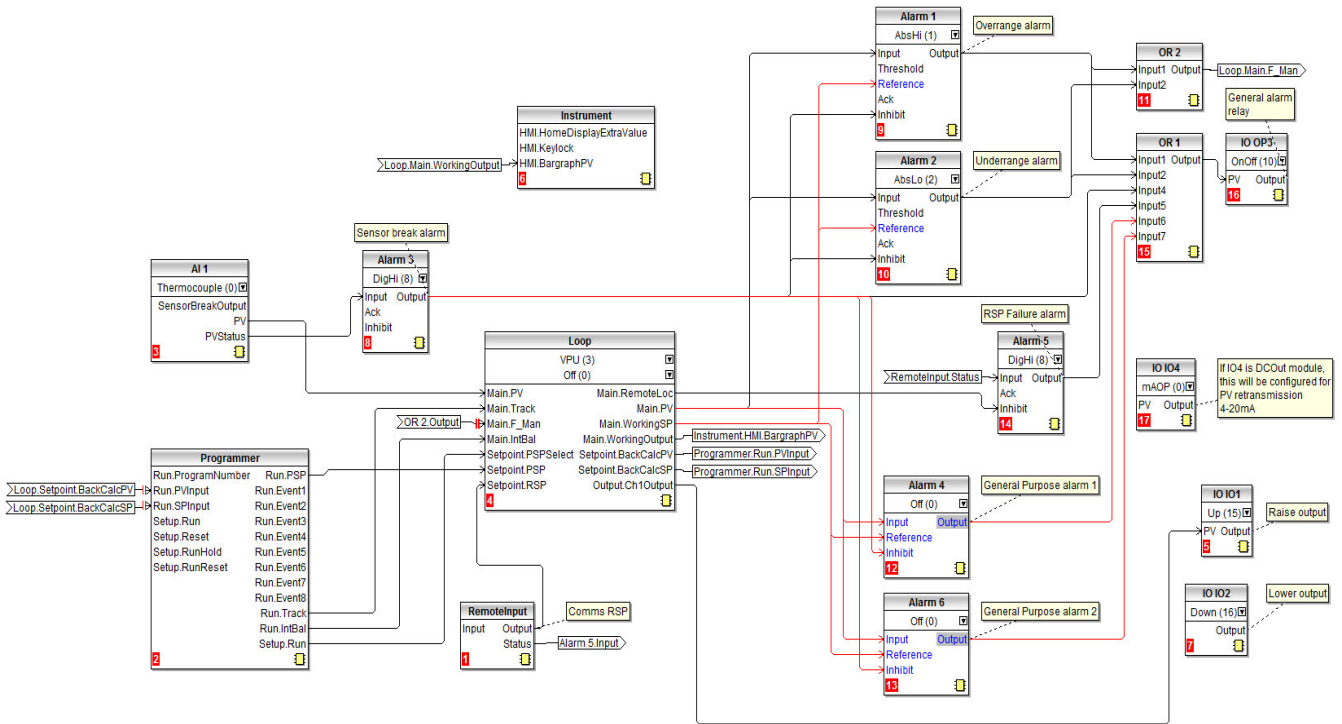 Alarm 1
AbsHi (1)
Input Output
Threshold
Reference
Ack
Inhibit
9
Overrange alarm
OR 2
Input1 Output
Input2
11
Loop.Main.F_Man
General alarm
relay
Instrument
HMI.HomeDisplayExtraValue
HMI.Keylock
HMI.BargraphPV
6
Loop.Main.WorkingOutput
Alarm 2
AbsLo (2)
Input Output
Threshold
Reference
Ack
Inhibit
10
Underrange alarm
OR 1
Input1 Output
Input2
Input4
Input5
Input6
Input7
15
IO OP3
OnOff (10)
PV Output
16
Sensor break alarm
Alarm 3
DigHi (8)
Input Output
Ack
Inhibit
8
AI 1
Thermocouple (0)
SensorBreakOutput
PV
PVStatus
3
Loop
VPU (3)
Off (0)
Main.PV Main.RemoteLoc
Main.Track Main.PV
Main.F_Man Main.WorkingSP
Main.IntBal Main.WorkingOutput
Setpoint.PSPSelect Setpoint.BackCalcPV
Setpoint.PSP Setpoint.BackCalcSP
Setpoint.RSP Output.Ch1Output
4
OR 2.Output
Instrument.HMI.BargraphPV
Programmer.Run.PVInput
Programmer.Run.SPInput
RSP Failure alarm
Alarm 5
DigHi (8)
Input Output
Ack
Inhibit
14
RemoteInput.Status
IO IO4
mAOP (0)
PV Output
17
If IO4 is DCOut module,
this will be configured for
PV retransmission
4-20mA
Programmer
Run.ProgramNumber Run.PSP
Run.PVInput Run.Event1
Run.SPInput Run.Event2
Setup.Run Run.Event3
Setup.Reset Run.Event4
Setup.RunHold Run.Event5
Setup.RunReset Run.Event6
Run.Event7
Run.Event8
Run.Track
Run.IntBal
Setup.Run
2
Loop.Setpoint.BackCalcPV
Loop.Setpoint.BackCalcSP
Alarm 4
Off (0)
Input Output
Reference
Inhibit
12
General Purpose alarm 1
IO IO1
Up (15)
PV Output
5
Raise output
RemoteInput
Input Output
Status
1
Comms RSP
Alarm 5.Input
Alarm 6
Off (0)
Input Output
Reference
Inhibit
13
General Purpose alarm 2
IO IO2
Down (16)
Output
7
Lower output